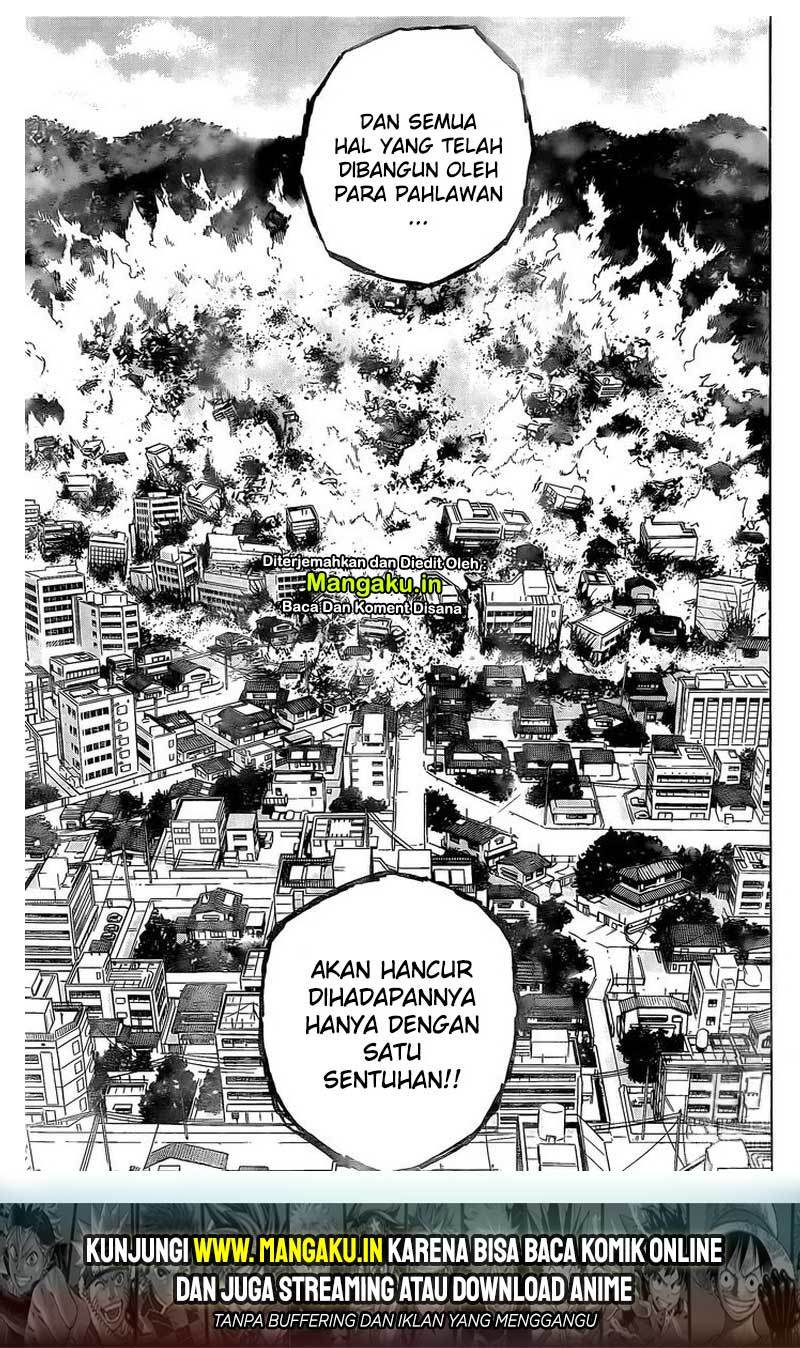 DAN SEMUA
HAL YANG TELAH
DIBANGUN OLEH
PARA PAHLAWAN
...
Diterjemahkan dan Diedit Oleh :
Mangaku.in
Baca Dan Koment Disana
AKAN HANCUR
DIHADAPANNYA
HANYA DENGAN
SATU
SENTUHAN!!
KUNJUNGI WWW. MANGAKU.IN KARENA BISA BACA KOMIK ONLINE
DAN JUGA STREAMING ATAU DOWNLOAD ANIME
TANPA BUFFERING DAN IKLAN YANG MENGGANGU